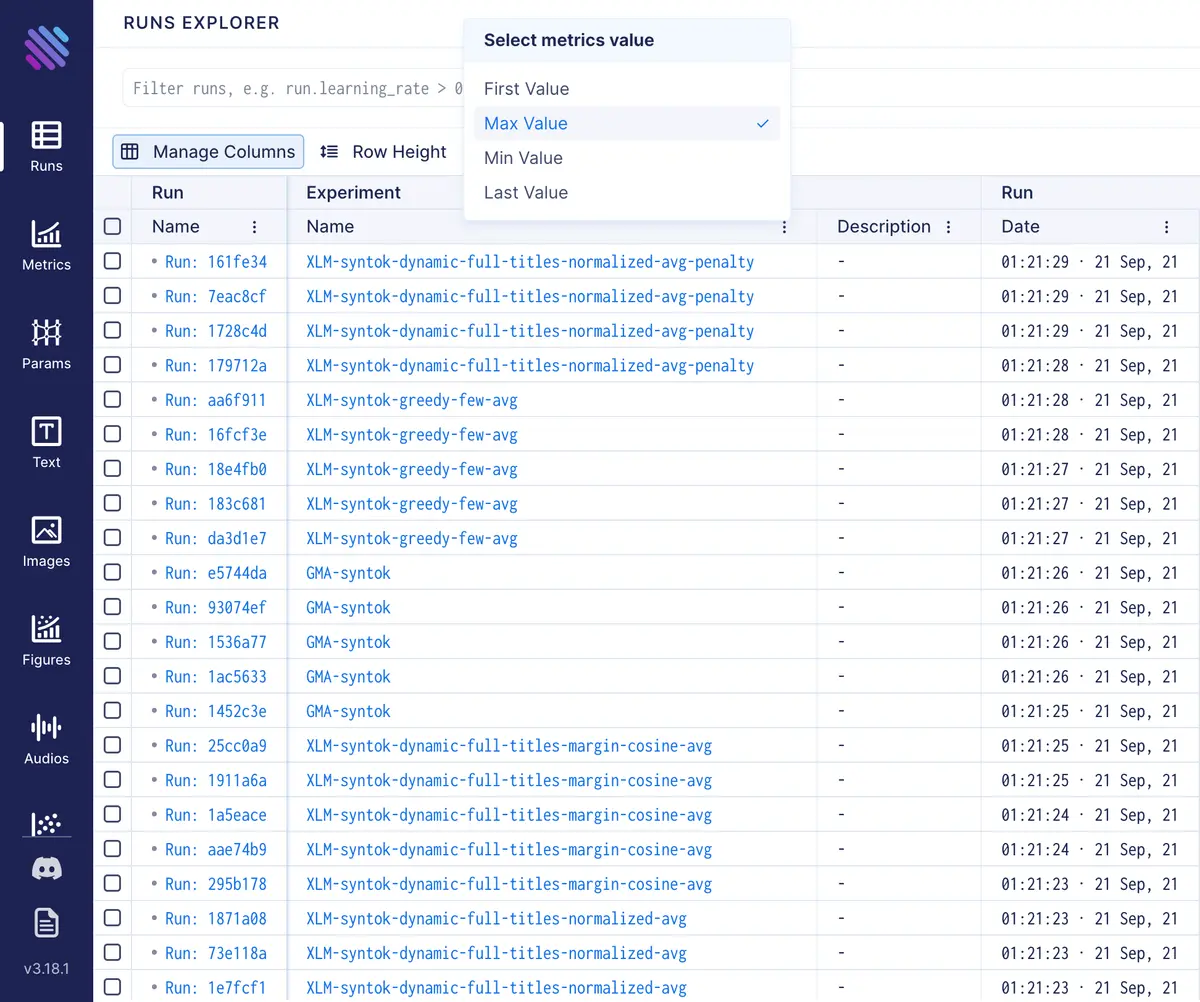 RUNS EXPLORER
Filter runs, e.g. run.learning_rate > 0
Manage Columns
Row Height
Select metrics value
First Value
Max Value
Min Value
Last Value
Runs
Metrics
Params
Text
Images
Figures
Audios
v3.18.1
Run Experiment Run
Name Name Description Date
Run: 161fe34 XLM-syntok-dynamic-full-titles-normalized-avg-penalty - 01:21:29 · 21 Sep, 21
Run: 7eac8cf XLM-syntok-dynamic-full-titles-normalized-avg-penalty - 01:21:29 · 21 Sep, 21
Run: 1728c4d XLM-syntok-dynamic-full-titles-normalized-avg-penalty - 01:21:29 · 21 Sep, 21
Run: 179712a XLM-syntok-dynamic-full-titles-normalized-avg-penalty - 01:21:28 · 21 Sep, 21
Run: aa6f911 XLM-syntok-greedy-few-avg - 01:21:28 · 21 Sep, 21
Run: 16fcf3e XLM-syntok-greedy-few-avg - 01:21:28 · 21 Sep, 21
Run: 18e4fb0 XLM-syntok-greedy-few-avg - 01:21:27 · 21 Sep, 21
Run: 183c681 XLM-syntok-greedy-few-avg - 01:21:27 · 21 Sep, 21
Run: da3d1e7 XLM-syntok-greedy-few-avg - 01:21:27 · 21 Sep, 21
Run: e5744da GMA-syntok - 01:21:26 · 21 Sep, 21
Run: 93074ef GMA-syntok - 01:21:26 · 21 Sep, 21
Run: 1536a77 GMA-syntok - 01:21:26 · 21 Sep, 21
Run: 1ac5633 GMA-syntok - 01:21:26 · 21 Sep, 21
Run: 1452c3e GMA-syntok - 01:21:25 · 21 Sep, 21
Run: 25cc0a9 XLM-syntok-dynamic-full-titles-margin-cosine-avg - 01:21:25 · 21 Sep, 21
Run: 1911a6a XLM-syntok-dynamic-full-titles-margin-cosine-avg - 01:21:25 · 21 Sep, 21
Run: 1a5eace XLM-syntok-dynamic-full-titles-margin-cosine-avg - 01:21:24 · 21 Sep, 21
Run: aae74b9 XLM-syntok-dynamic-full-titles-margin-cosine-avg - 01:21:24 · 21 Sep, 21
Run: 295b178 XLM-syntok-dynamic-full-titles-margin-cosine-avg - 01:21:23 · 21 Sep, 21
Run: 1871a08 XLM-syntok-dynamic-full-titles-normalized-avg - 01:21:23 · 21 Sep, 21
Run: 73e118a XLM-syntok-dynamic-full-titles-normalized-avg - 01:21:23 · 21 Sep, 21
Run: 1e7fcf1 XLM-syntok-dynamic-full-titles-normalized-avg - 01:21:23 · 21 Sep, 21